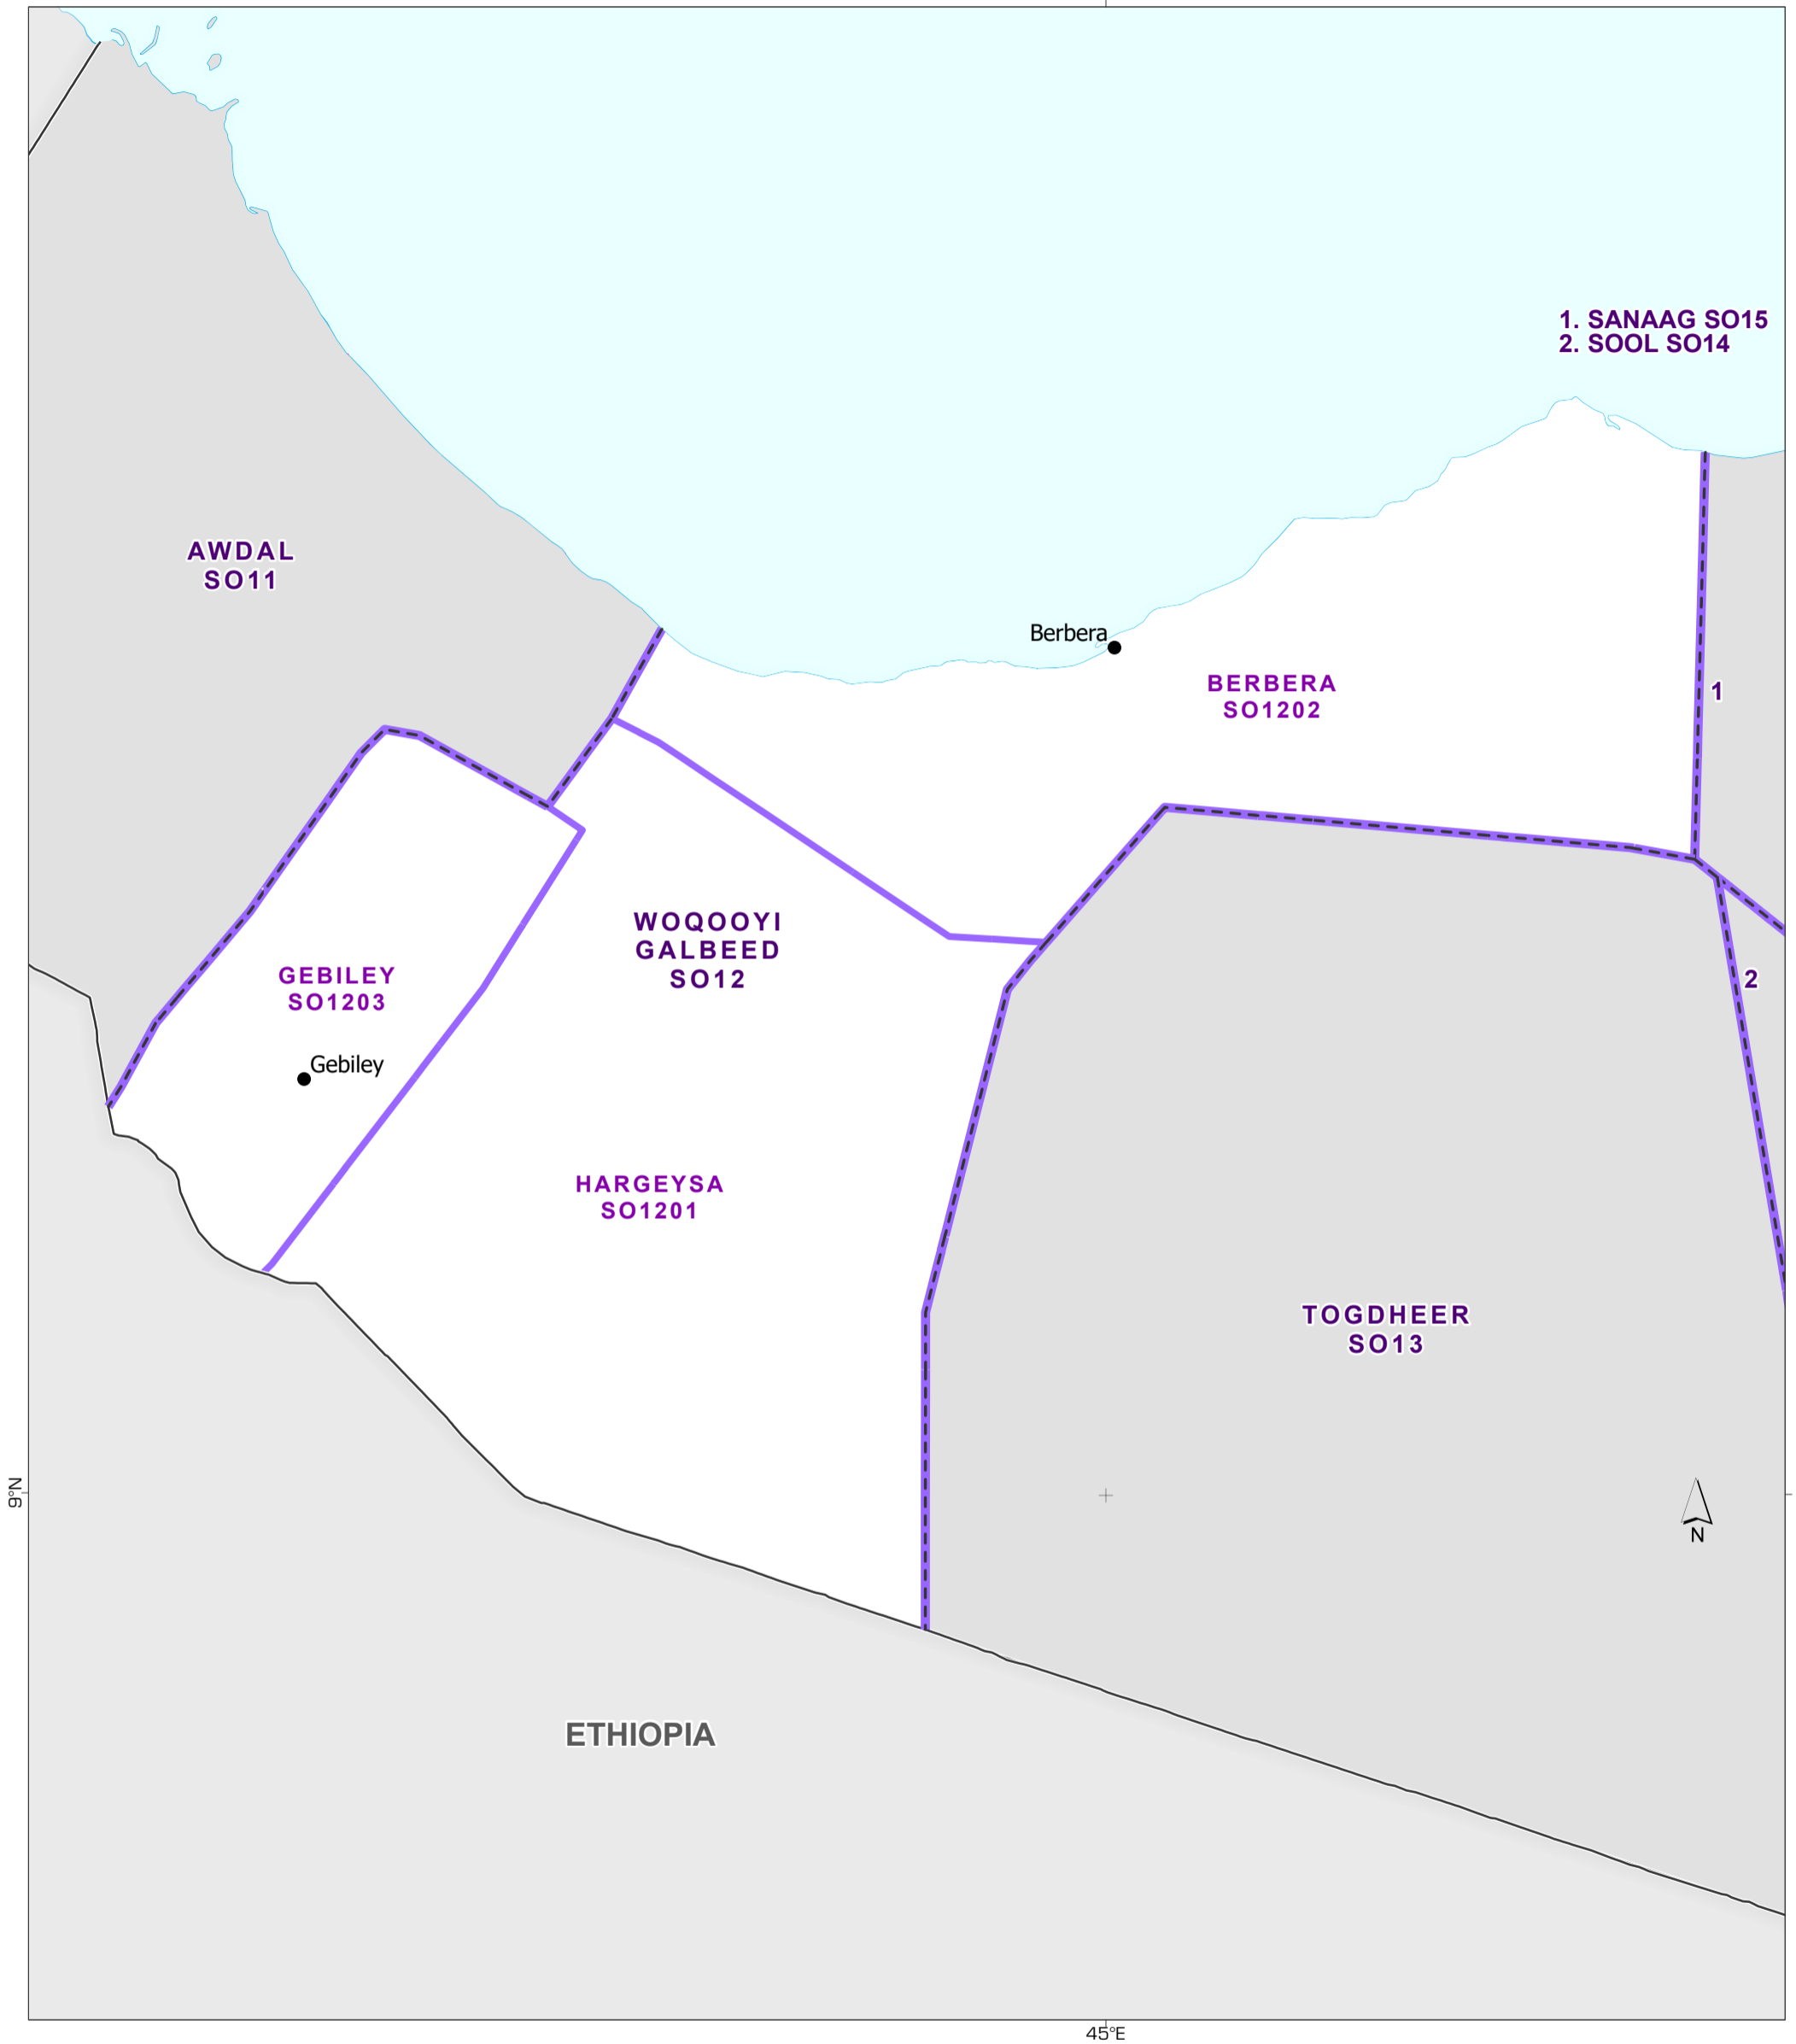 1. SANAAG SO15
2. SOOL SO14
AWDAL
SO11
Berbera
BERBERA
SO1202
1
WOQOOYI
GALBEED
SO12
GEBILEY
SO1203
2
Gebiley
HARGEYSA
SO1201
TOGDHEER
SO13
9°N
N
ETHIOPIA
45°E